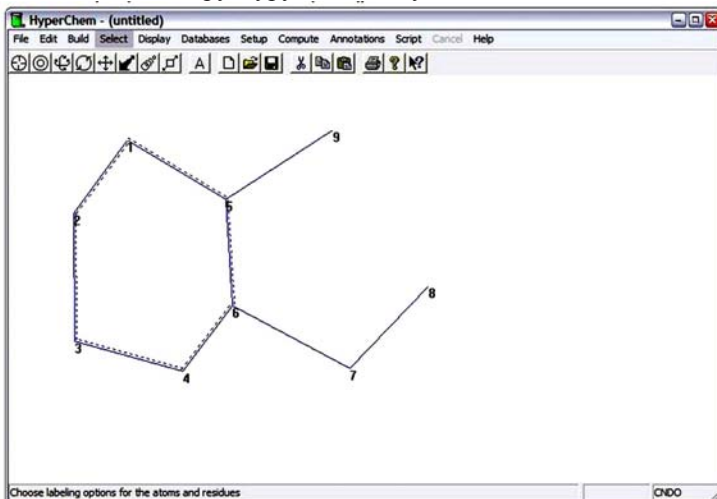 HyperChem - (untitled)
File Edit Build Select Display Databases Setup Compute Annotations Script Cancel Help
A
1
9
2
5
8
6
3
7
4
Choose labeling options for the atoms and residues
CNDO